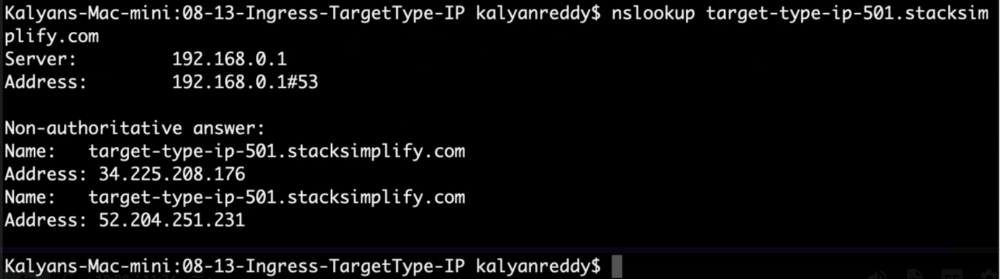 Kalyans-Mac-mini:08-13-Ingress-TargetType-IP kalyanreddy$ nslookup target-type-ip-501.stacksim
plify.com
Server:		192.168.0.1
Address:	192.168.0.1#53

Non-authoritative answer:
Name:	target-type-ip-501.stacksimplify.com
Address: 34.225.208.176
Name:	target-type-ip-501.stacksimplify.com
Address: 52.204.251.231

Kalyans-Mac-mini:08-13-Ingress-TargetType-IP kalyanreddy$